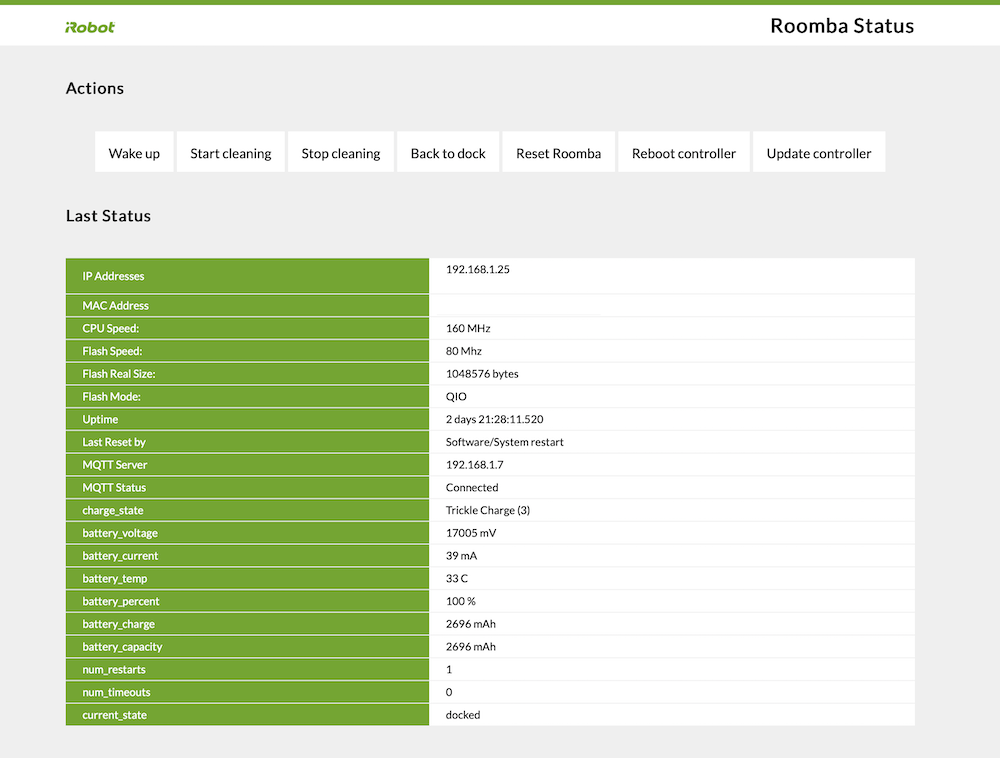 iRobot
Roomba Status
Actions
Wake up
Start cleaning
Stop cleaning
Back to dock
Reset Roomba
Reboot controller
Update controller
Last Status
IP Addresses 192.168.1.25
MAC Address
CPU Speed: 160 MHz
Flash Speed: 80 Mhz
Flash Real Size: 1048576 bytes
Flash Mode: QIO
Uptime 2 days 21:28:11.520
Last Reset by Software/System restart
MQTT Server 192.168.1.7
MQTT Status Connected
charge_state Trickle Charge (3)
battery_voltage 17005 mV
battery_current 39 mA
battery_temp 33 C
battery_percent 100 %
battery_charge 2696 mAh
battery_capacity 2696 mAh
num_restarts 1
num_timeouts 0
current_state docked